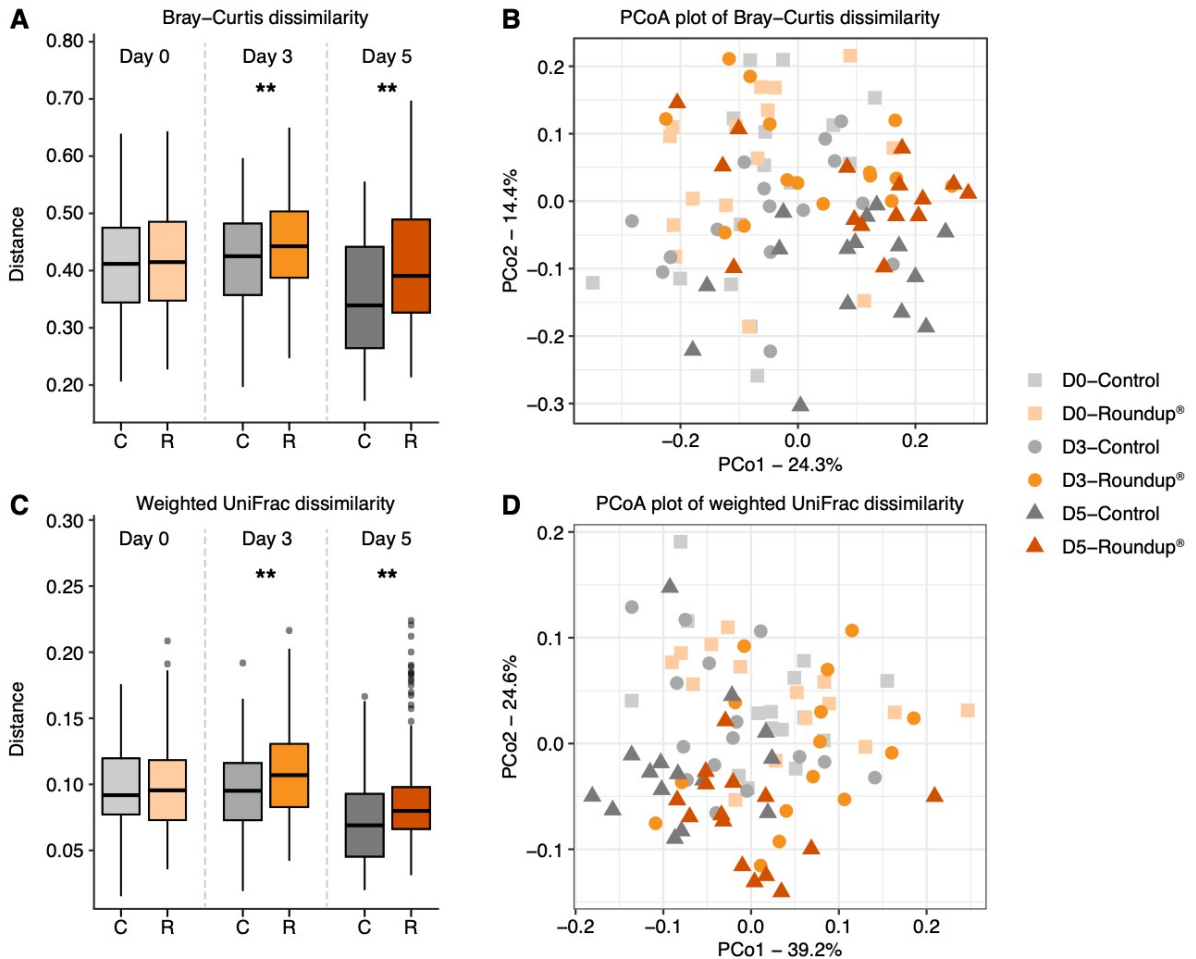 A
Bray−Curtis dissimilarity
Day 0
Day 3
Day 5
**
**
0.80
0.70
0.60
0.50
0.40
0.30
0.20
Distance
C
R
C
R
C
R
B
PCoA plot of Bray−Curtis dissimilarity
0.2
0.1
0.0
−0.1
−0.2
−0.3
PCo2 − 14.4%
−0.2
0.0
0.2
PCo1 − 24.3%
C
Weighted UniFrac dissimilarity
Day 0
Day 3
Day 5
**
**
0.30
0.25
0.20
0.15
0.10
0.05
Distance
C
R
C
R
C
R
D
PCoA plot of weighted UniFrac dissimilarity
0.2
0.1
0.0
−0.1
PCo2 − 24.6%
−0.2
−0.1
0.0
0.1
0.2
PCo1 − 39.2%
D0−Control
D0−Roundup®
D3−Control
D3−Roundup®
D5−Control
D5−Roundup®